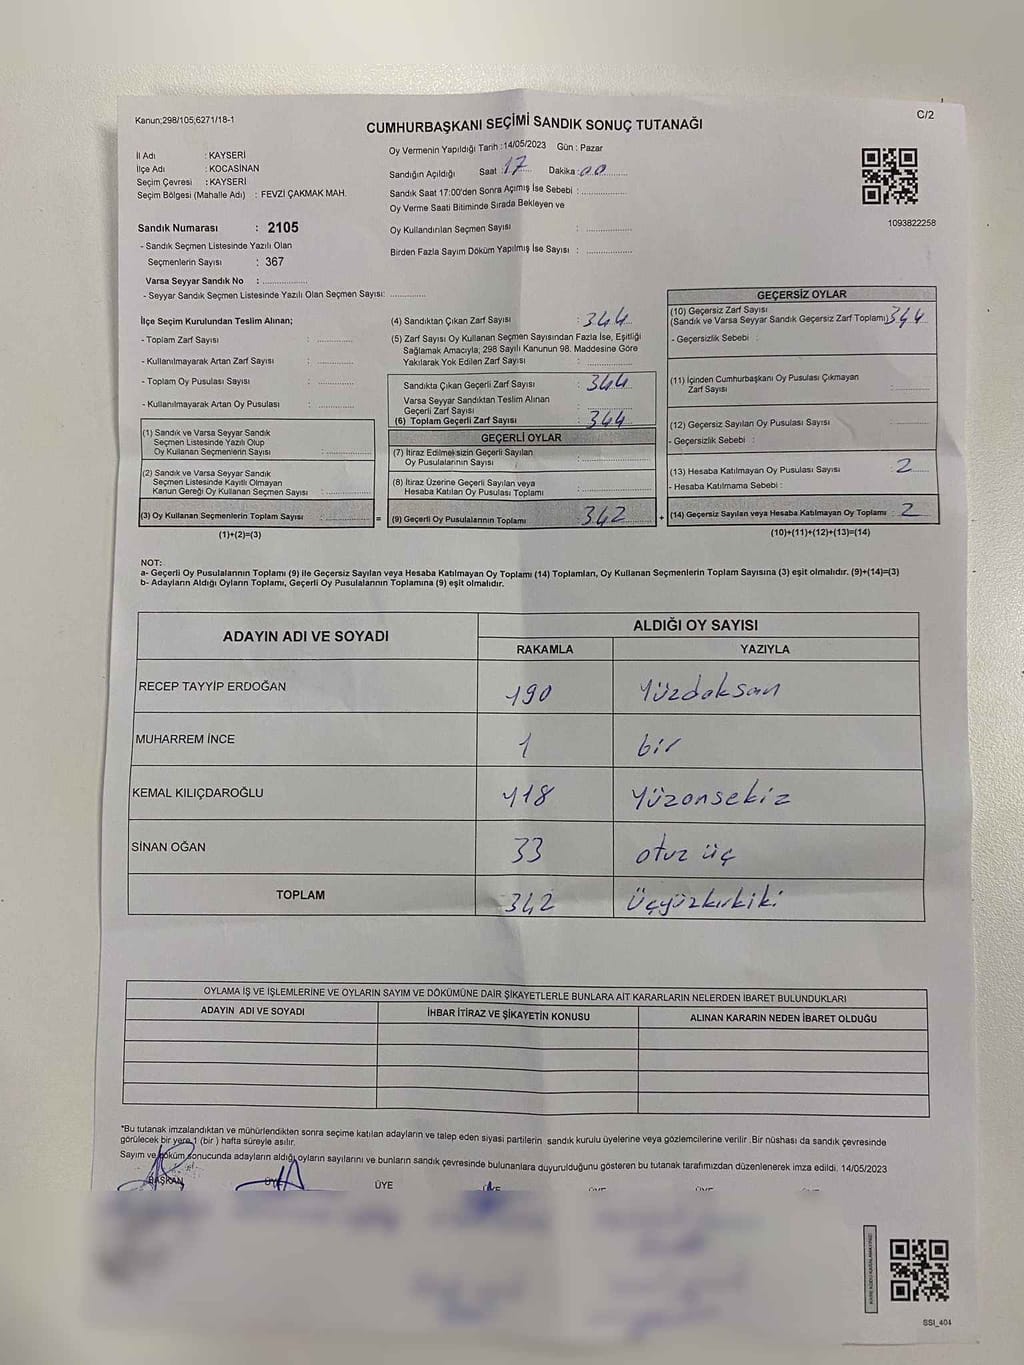 Kanun;298/105;6271/18-1
C/2
CUMHURBAŞKANI SEÇİMİ SANDIK SONUÇ TUTANAĞI
İl Adı : KAYSERİ
İlçe Adı : KOCASİNAN
Seçim Çevresi : KAYSERİ
Seçim Bölgesi (Mahalle Adı) : FEVZİ ÇAKMAK MAH.
Oy Vermenin Yapıldığı Tarih : 14/05/2023 Gün : Pazar
Sandığın Açıldığı Saat : 17 Dakika : 00
Sandık Saat 17:00'den Sonra Açımış İse Sebebi :
Oy Verme Saati Bitiminde Sırada Bekleyen ve
Oy Kullandırılan Seçmen Sayısı :
Birden Fazla Sayım Döküm Yapılmış İse Sayısı :
1093822258
Sandık Numarası : 2105
- Sandık Seçmen Listesinde Yazılı Olan
Seçmenlerin Sayısı : 367
Varsa Seyyar Sandık No :
- Seyyar Sandık Seçmen Listesinde Yazılı Olan Seçmen Sayısı:
İlçe Seçim Kurulundan Teslim Alınan;
- Toplam Zarf Sayısı :
- Kullanılmayarak Artan Zarf Sayısı :
- Toplam Oy Pusulası Sayısı :
- Kullanılmayarak Artan Oy Pusulası :
(1) Sandık ve Varsa Seyyar Sandık
Seçmen Listesinde Yazılı Olup
Oy Kullanan Seçmenlerin Sayısı :
(2) Sandık ve Varsa Seyyar Sandık
Seçmen Listesinde Kayıtlı Olmayan
Kanun Gereği Oy Kullanan Seçmen Sayısı :
(3) Oy Kullanan Seçmenlerin Toplam Sayısı :
(1)+(2)=(3)
=
(4) Sandıktan Çıkan Zarf Sayısı : 344
(5) Zarf Sayısı Oy Kullanan Seçmen Sayısından Fazla İse, Eşitliği
Sağlamak Amacıyla; 298 Sayılı Kanunun 98. Maddesine Göre
Yakılarak Yok Edilen Zarf Sayısı :
Sandıkta Çıkan Geçerli Zarf Sayısı : 344
Varsa Seyyar Sandıktan Teslim Alınan
Geçerli Zarf Sayısı :
(6) Toplam Geçerli Zarf Sayısı : 344
GEÇERLİ OYLAR
(7) İtiraz Edilmeksizin Geçerli Sayılan
Oy Pusulalarının Sayısı :
(8) İtiraz Üzerine Geçerli Sayılan veya
Hesaba Katılan Oy Pusulası Toplamı :
(9) Geçerli Oy Pusulalarının Toplamı : 342
+
GEÇERSİZ OYLAR
(10) Geçersiz Zarf Sayısı
(Sandık ve Varsa Seyyar Sandık Geçersiz Zarf Toplamı) 344
- Geçersizlik Sebebi :
(11) İçinden Cumhurbaşkanı Oy Pusulası Çıkmayan
Zarf Sayısı :
(12) Geçersiz Sayılan Oy Pusulası Sayısı :
- Geçersizlik Sebebi :
(13) Hesaba Katılmayan Oy Pusulası Sayısı : 2
- Hesaba Katılmama Sebebi :
(14) Geçersiz Sayılan veya Hesaba Katılmayan Oy Toplamı : 2
(10)+(11)+(12)+(13)=(14)
NOT:
a- Geçerli Oy Pusulalarının Toplamı (9) ile Geçersiz Sayılan veya Hesaba Katılmayan Oy Toplamı (14) Toplamları, Oy Kullanan Seçmenlerin Toplam Sayısına (3) eşit olmalıdır. (9)+(14)=(3)
b- Adayların Aldığı Oyların Toplamı, Geçerli Oy Pusulalarının Toplamına (9) eşit olmalıdır.
ADAYIN ADI VE SOYADI
ALDIĞI OY SAYISI
RAKAMLA YAZIYLA
RECEP TAYYİP ERDOĞAN 190 Yüzdoksan
MUHARREM İNCE 1 bir
KEMAL KILIÇDAROĞLU 118 Yüzonsekiz
SİNAN OĞAN 33 otuz üç
TOPLAM 342 Üçyüzkırkiki
OYLAMA İŞ VE İŞLEMLERİNE VE OYLARIN SAYIM VE DÖKÜMÜNE DAİR ŞİKAYETLERLE BUNLARA AİT KARARLARIN NELERDEN İBARET BULUNDUKLARI
ADAYIN ADI VE SOYADI İHBAR İTİRAZ VE ŞİKAYETİN KONUSU ALINAN KARARIN NEDEN İBARET OLDUĞU
*Bu tutanak imzalandıktan ve mühürlendikten sonra seçime katılan adayların ve talep eden siyasi partilerin sandık kurulu üyelerine veya gözlemcilerine verilir .Bir nüshası da sandık çevresinde
görülecek bir yere 1 (bir ) hafta süreyle asılır.
Sayım ve döküm sonucunda adayların aldığı oyların sayılarını ve bunların sandık çevresinde bulunanlara duyurulduğunu gösteren bu tutanak tarafımızdan düzenlenerek imza edildi. 14/05/2023
BAŞKAN ÜYE ÜYE
SSI_404